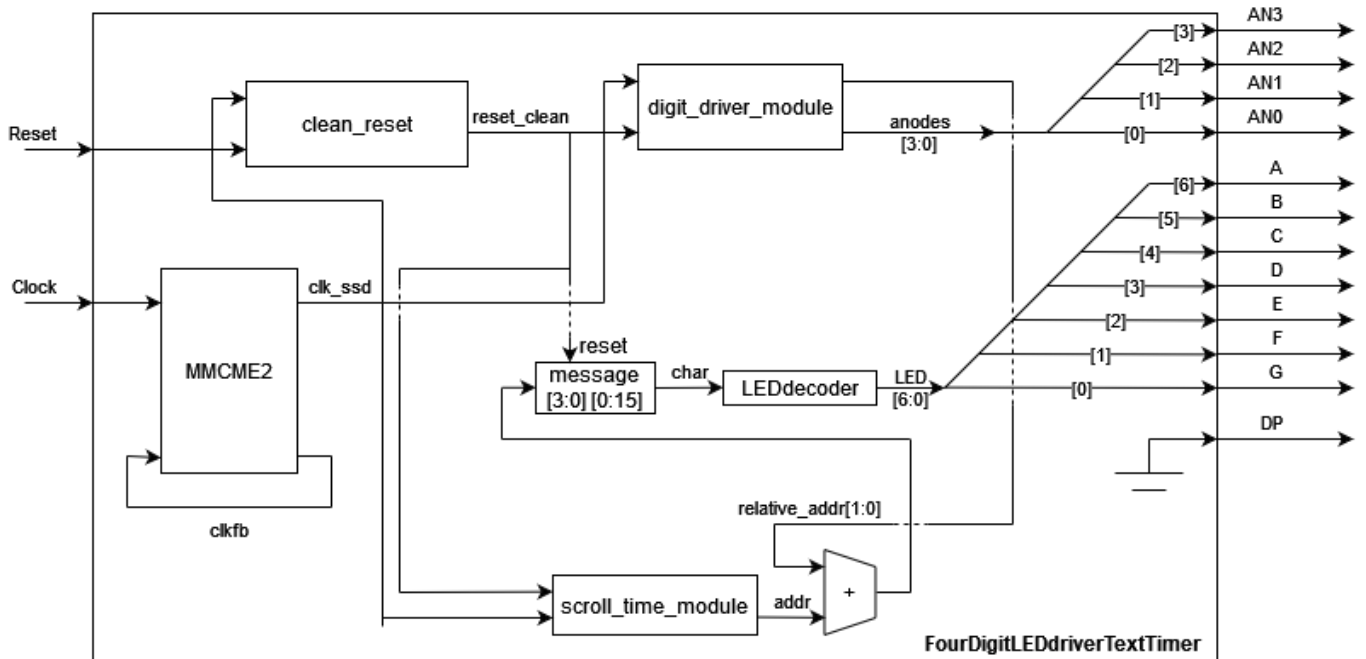 AN3
[3]
AN2
[2]
AN1
[1]
AN0
[0]
digit_driver_module
anodes
[3:0]
clean_reset
reset_clean
Reset
A
[6]
B
[5]
C
[4]
D
[3]
E
[2]
F
[1]
G
[0]
DP
Clock
clk_ssd
MMCME2
clkfb
reset
message
[3:0] [0:15]
char
LEDdecoder
LED
[6:0]
relative_addr[1:0]
scroll_time_module
addr
+
FourDigitLEDdriverTextTimer